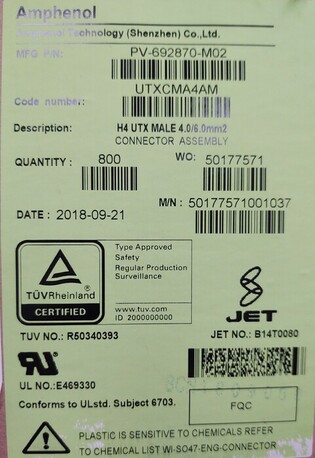 Amphenol
Amphenol Technology (Shenzhen) Co.,Ltd.
MFG P/N: PV-692870-M02
UTXCMA4AM
Code number:
Description: H4 UTX MALE 4.0/6.0mm2
CONNECTOR ASSEMBLY
QUANTITY : 800 WO: 50177571
M/N : 501775571001037
DATE : 2018-09-21
TÜVRheinland
CERTIFIED
Type Approved
Safety
Regular Production
Surveillance
www.tuv.com
ID 2000000000
JET
TUV NO.: R50340393 JET NO.: B14T0080
UL NO.:E469330
Conforms to ULstd. Subject 6703.
FQC
PLASTIC IS SENSITIVE TO CHEMICALS REFER
TO CHEMICALS LIST WI-SO47-ENG-CONNECTOR